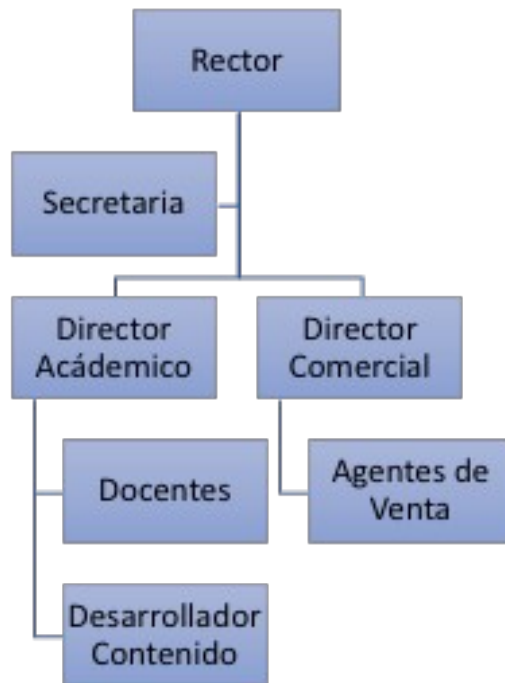 Rector
Secretaria
Director
Acádemico
Director
Comercial
Docentes
Agentes de
Venta
Desarrollador
Contenido